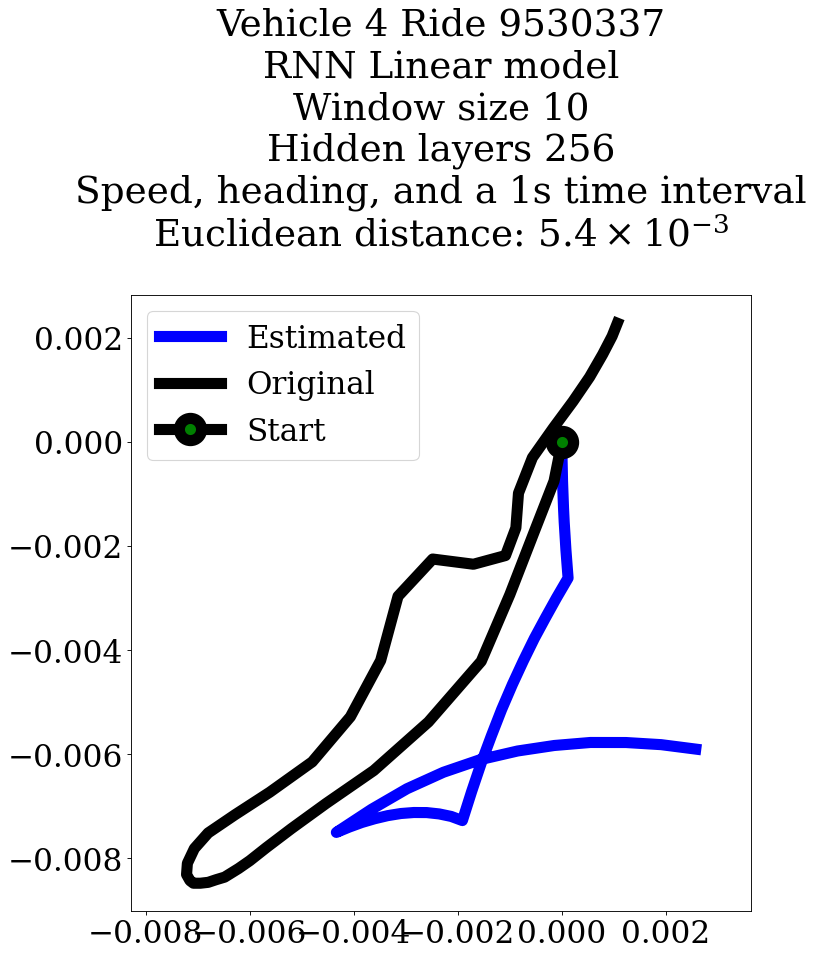 Vehicle 4 Ride 9530337
RNN Linear model
Window size 10
Hidden layers 256
Speed, heading, and a 1s time interval
Euclidean distance: 5.4 × 10⁻³
Estimated
Original
Start
0.002
0.000
−0.002
−0.004
−0.006
−0.008
−0.008 −0.006 −0.004 −0.002 0.000 0.002